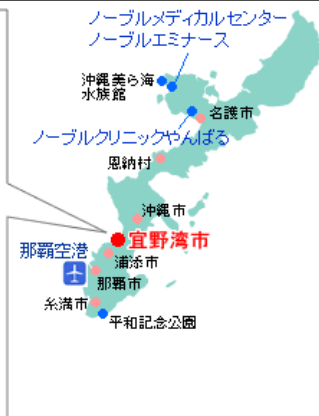 ノーブルメディカルセンター
ノーブルエミナース
沖縄美ら海
水族館
名護市
ノーブルクリニックやんばる
恩納村
沖縄市
宜野湾市
那覇空港
浦添市
那覇市
糸満市
平和記念公園